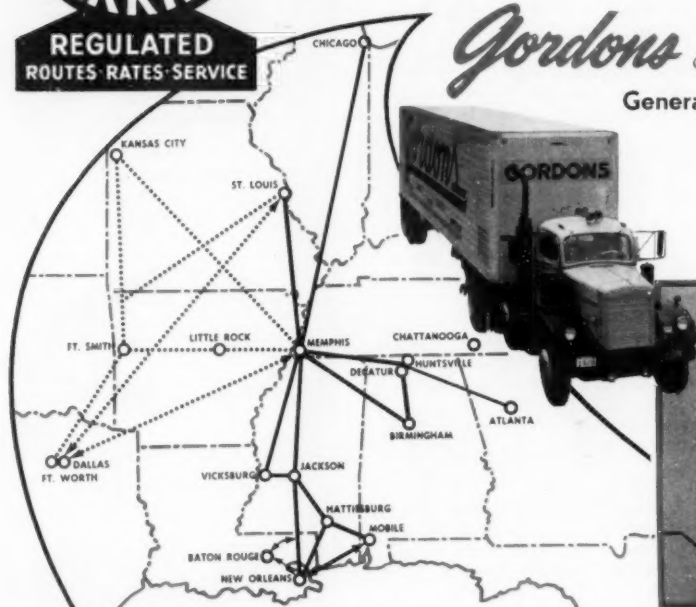 REGULATED
ROUTES·RATES·SERVICE
Gordons
Genera
GORDONS
CHICAGO
KANSAS CITY
ST. LOUIS
FT. SMITH
LITTLE ROCK
MEMPHIS
CHATTANOOGA
HUNTSVILLE
DECATUR
ATLANTA
BIRMINGHAM
DALLAS
FT. WORTH
VICKSBURG
JACKSON
HATTIESBURG
MOBILE
BATON ROUGE
NEW ORLEANS